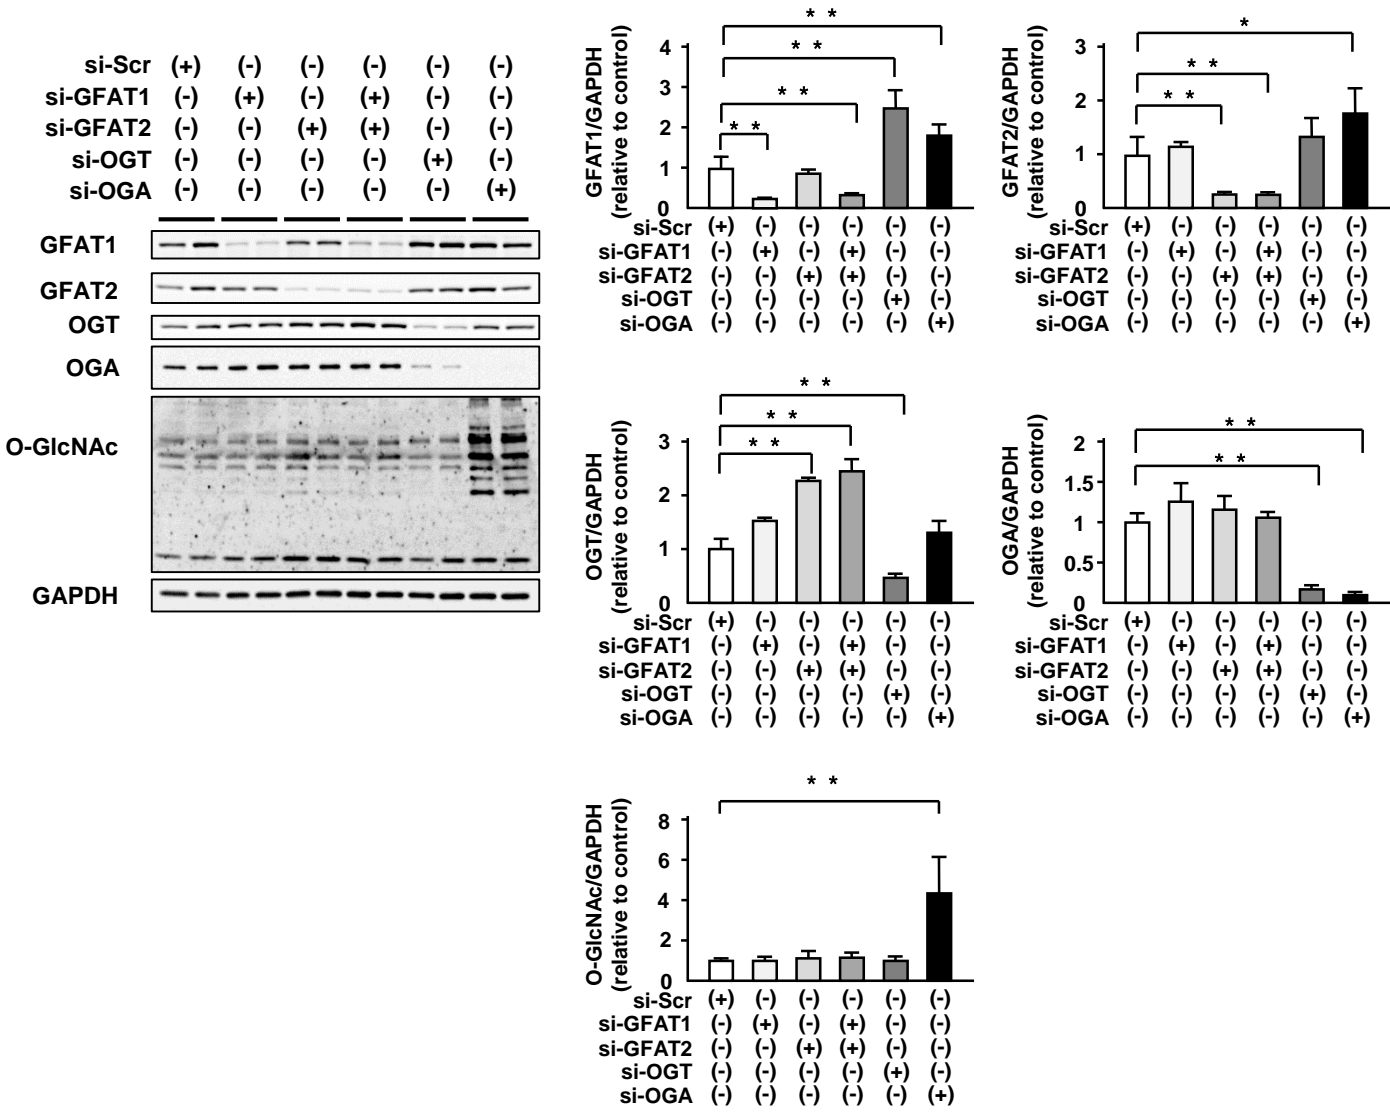 si-Scr (+) (-) (-) (-) (-) (-)
si-GFAT1 (-) (+) (-) (+) (-) (-)
si-GFAT2 (-) (-) (+) (+) (-) (-)
si-OGT (-) (-) (-) (-) (+) (-)
si-OGA (-) (-) (-) (-) (-) (+)
GFAT1
GFAT2
OGT
OGA
O-GlcNAc
GAPDH
GFAT1/GAPDH
(relative to control)
4
3
2
1
0
* *
* *
* *
* *
si-Scr (+) (-) (-) (-) (-) (-)
si-GFAT1 (-) (+) (-) (+) (-) (-)
si-GFAT2 (-) (-) (+) (+) (-) (-)
si-OGT (-) (-) (-) (-) (+) (-)
si-OGA (-) (-) (-) (-) (-) (+)
GFAT2/GAPDH
(relative to control)
3
2
1
0
*
* *
* *
si-Scr (+) (-) (-) (-) (-) (-)
si-GFAT1 (-) (+) (-) (+) (-) (-)
si-GFAT2 (-) (-) (+) (+) (-) (-)
si-OGT (-) (-) (-) (-) (+) (-)
si-OGA (-) (-) (-) (-) (-) (+)
OGT/GAPDH
(relative to control)
3
2
1
0
* *
* *
* *
si-Scr (+) (-) (-) (-) (-) (-)
si-GFAT1 (-) (+) (-) (+) (-) (-)
si-GFAT2 (-) (-) (+) (+) (-) (-)
si-OGT (-) (-) (-) (-) (+) (-)
si-OGA (-) (-) (-) (-) (-) (+)
OGA/GAPDH
(relative to control)
2
1.5
1
0.5
0
* *
* *
si-Scr (+) (-) (-) (-) (-) (-)
si-GFAT1 (-) (+) (-) (+) (-) (-)
si-GFAT2 (-) (-) (+) (+) (-) (-)
si-OGT (-) (-) (-) (-) (+) (-)
si-OGA (-) (-) (-) (-) (-) (+)
O-GlcNAc/GAPDH
(relative to control)
8
6
4
2
0
* *
si-Scr (+) (-) (-) (-) (-) (-)
si-GFAT1 (-) (+) (-) (+) (-) (-)
si-GFAT2 (-) (-) (+) (+) (-) (-)
si-OGT (-) (-) (-) (-) (+) (-)
si-OGA (-) (-) (-) (-) (-) (+)